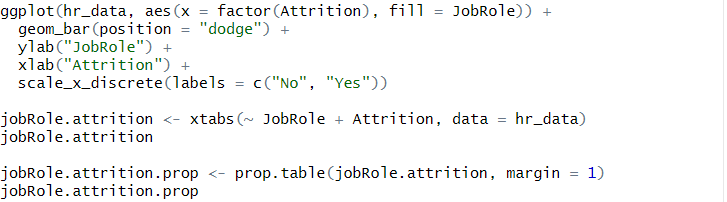 ggplot(hr_data, aes(x = factor(Attrition), fill = JobRole)) +
  geom_bar(position = "dodge") +
  ylab("JobRole") +
  xlab("Attrition") +
  scale_x_discrete(labels = c("No", "Yes"))
jobRole.attrition <- xtabs(~ JobRole + Attrition, data = hr_data)
jobRole.attrition
jobRole.attrition.prop <- prop.table(jobRole.attrition, margin = 1)
jobRole.attrition.prop